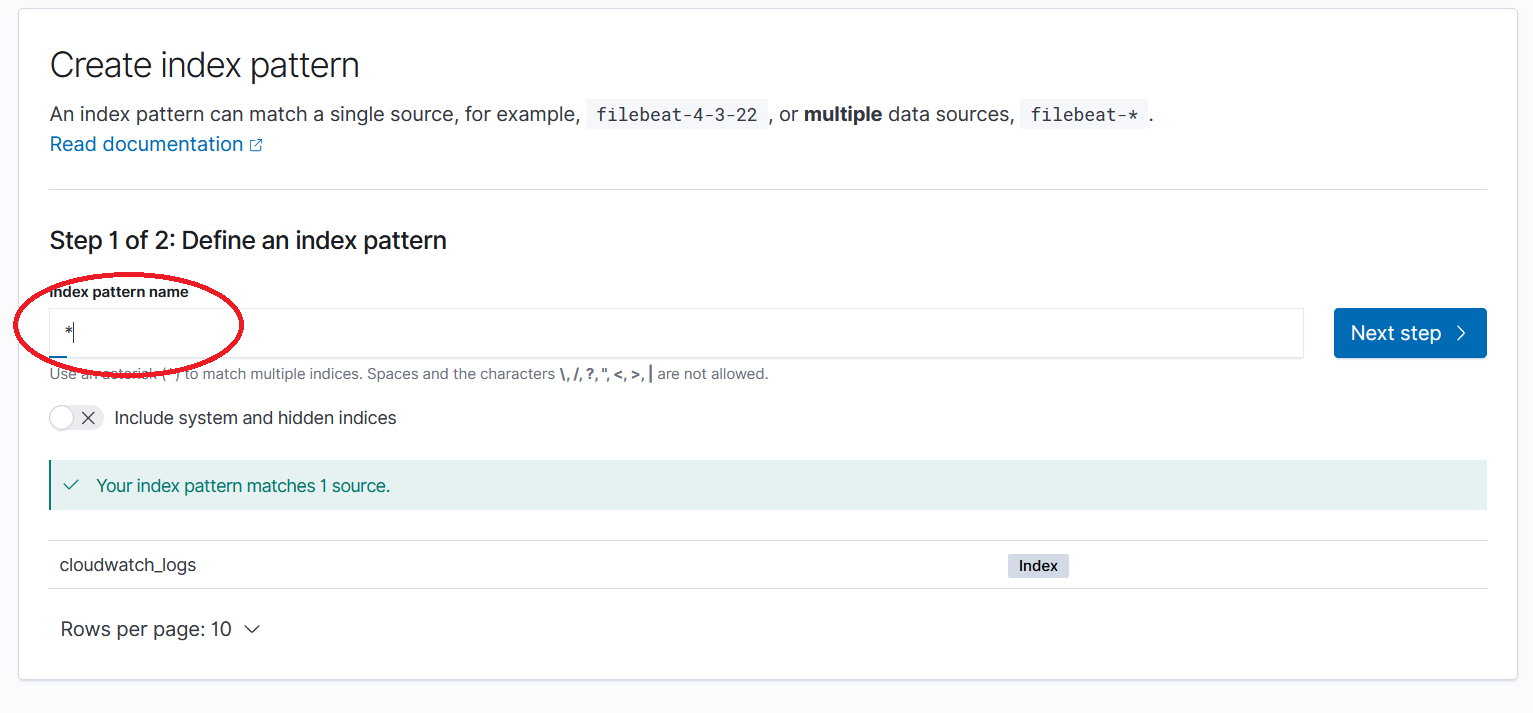 Create index pattern
An index pattern can match a single source, for example, filebeat-4-3-22 , or multiple data sources, filebeat-* .
Read documentation
Step 1 of 2: Define an index pattern
Index pattern name
*
Next step
Use an asterisk (*) to match multiple indices. Spaces and the characters \, /, ?, ", <, >, | are not allowed.
Include system and hidden indices
Your index pattern matches 1 source.
cloudwatch_logs Index
Rows per page: 10